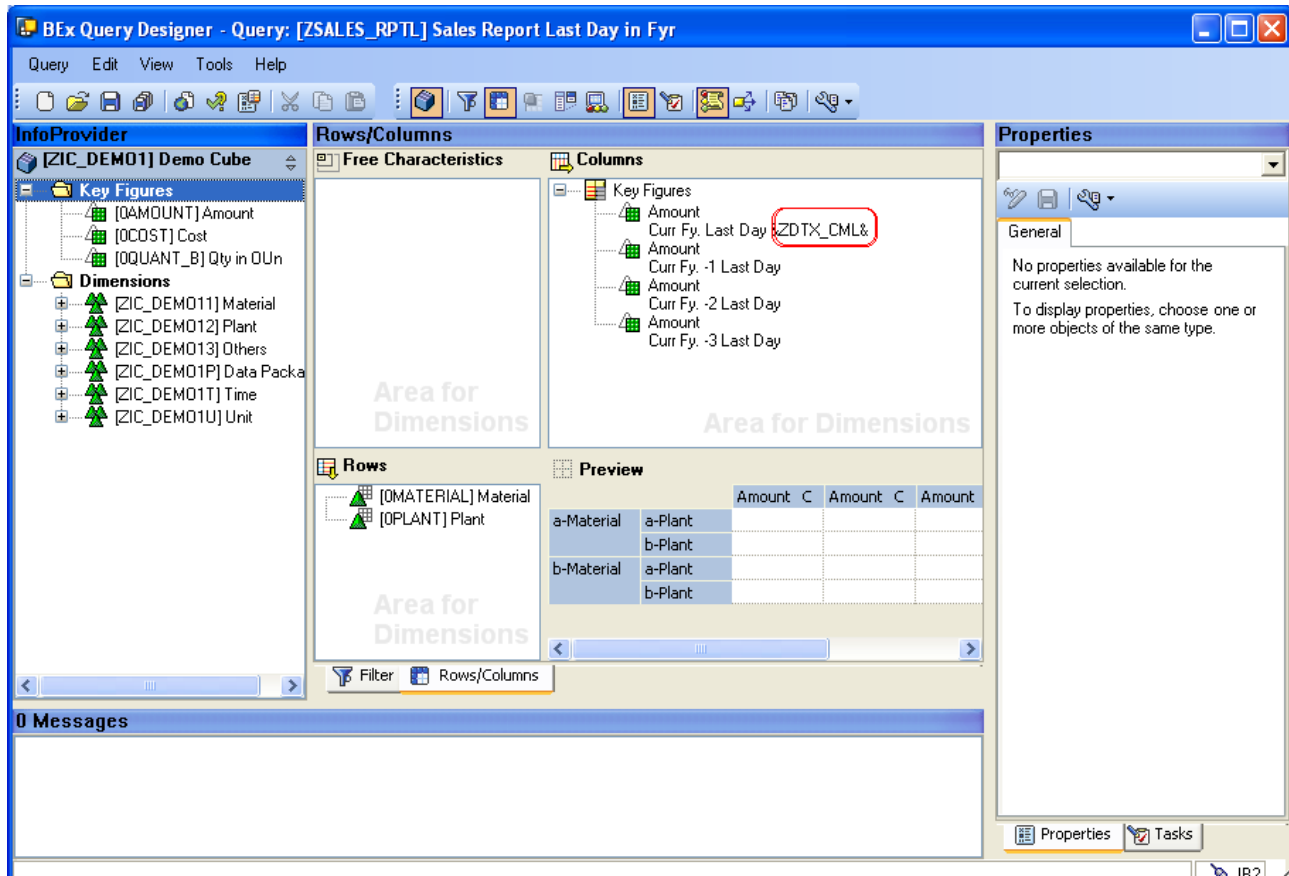 BEx Query Designer - Query: [ZSALES_RPTL] Sales Report Last Day in Fyr
Query Edit View Tools Help
InfoProvider
[ZIC_DEMO1] Demo Cube
Key Figures
[0AMOUNT] Amount
[0COST] Cost
[0QUANT_B] Qty in OUn
Dimensions
[ZIC_DEMO11] Material
[ZIC_DEMO12] Plant
[ZIC_DEMO13] Others
[ZIC_DEMO1P] Data Packa
[ZIC_DEMO1T] Time
[ZIC_DEMO1U] Unit
Rows/Columns
Free Characteristics
Area for
Dimensions
Columns
Key Figures
Amount
Curr Fy. Last Day &ZDTX_CML&
Amount
Curr Fy. -1 Last Day
Amount
Curr Fy. -2 Last Day
Amount
Curr Fy. -3 Last Day
Area for Dimensions
Rows
[0MATERIAL] Material
[0PLANT] Plant
Area for
Dimensions
Preview
Amount C Amount C Amount
a-Material a-Plant
b-Plant
b-Material a-Plant
b-Plant
Filter Rows/Columns
Properties
General
No properties available for the
current selection.
To display properties, choose one or
more objects of the same type.
Properties Tasks
0 Messages